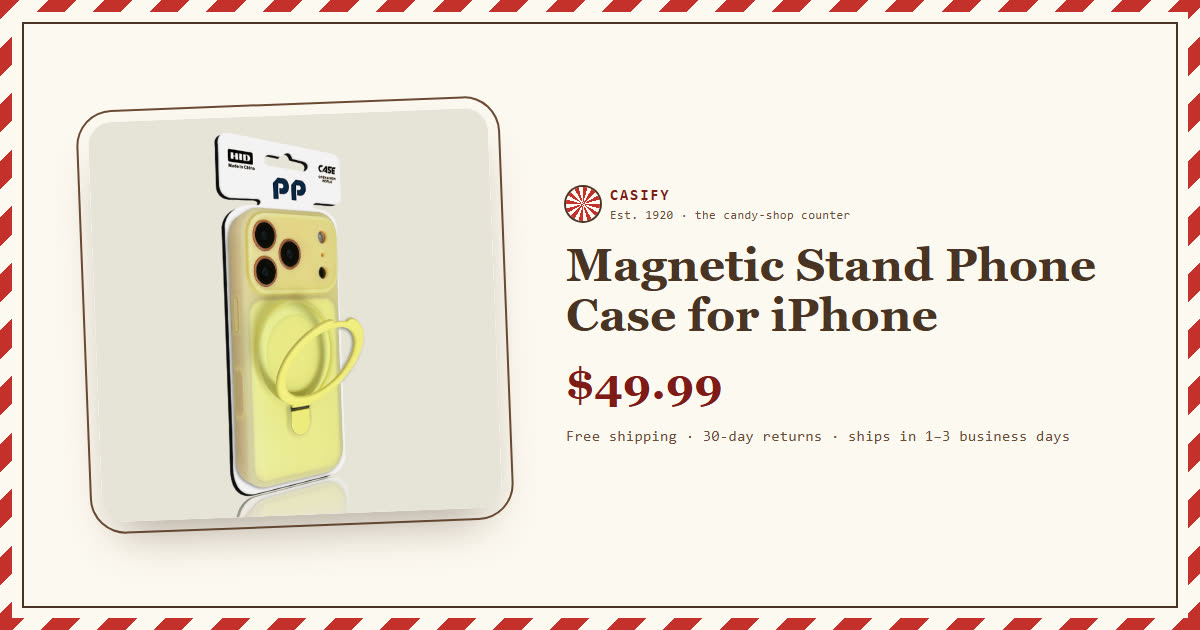 HID
Made in China
CASE
PP
CASIFY
Est. 1920 · the candy-shop counter
Magnetic Stand Phone
Case for iPhone
$49.99
Free shipping · 30-day returns · ships in 1–3 business days